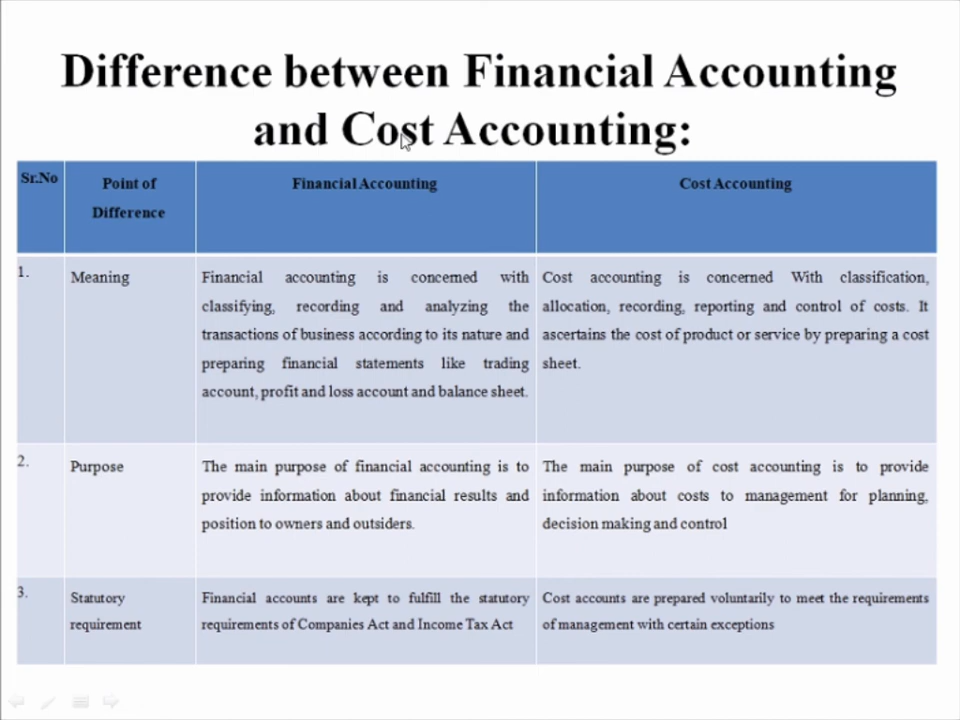 Difference between Financial Accounting
and Cost Accounting:
Sr.No
Point of
Difference
Financial Accounting
Cost Accounting
1.
Meaning
Financial accounting is concerned with
classifying, recording and analyzing the
transactions of business according to its nature and
preparing financial statements like trading
account, profit and loss account and balance sheet.
Cost accounting is concerned With classification,
allocation, recording, reporting and control of costs. It
ascertains the cost of product or service by preparing a cost
sheet.
2.
Purpose
The main purpose of financial accounting is to
provide information about financial results and
position to owners and outsiders.
The main purpose of cost accounting is to provide
information about costs to management for planning,
decision making and control
3.
Statutory
requirement
Financial accounts are kept to fulfill the statutory
requirements of Companies Act and Income Tax Act
Cost accounts are prepared voluntarily to meet the requirements
of management with certain exceptions